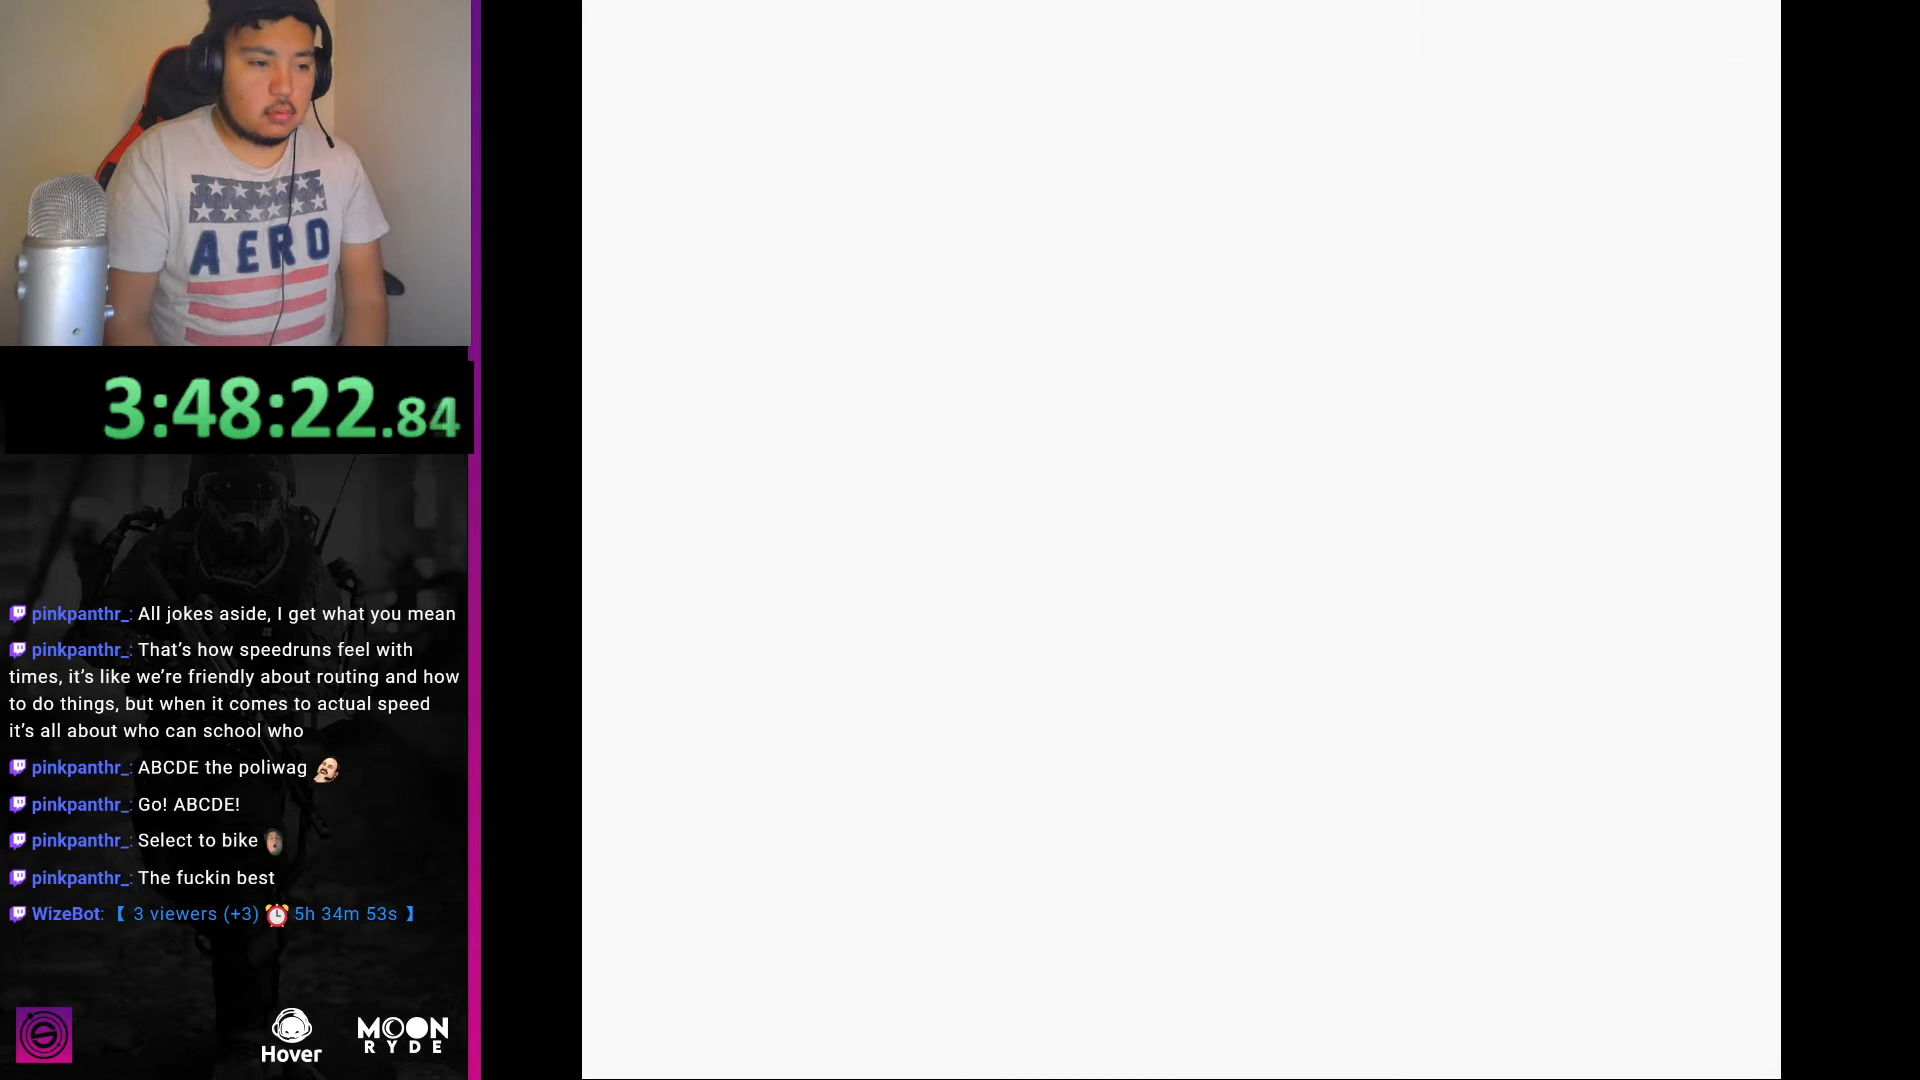 AERO
3:48:22.84
pinkpanthr_: All jokes aside, I get what you mean
pinkpanthr_: That's how speedruns feel with
times, it's like we're friendly about routing and how
to do things, but when it comes to actual speed
it's all about who can school who
pinkpanthr_: ABCDE the poliwag
pinkpanthr_: Go! ABCDE!
pinkpanthr_: Select to bike
pinkpanthr_: The fuckin best
WizeBot: 【 3 viewers (+3) ⏰ 5h 34m 53s 】
Hover
MOON
RYDE